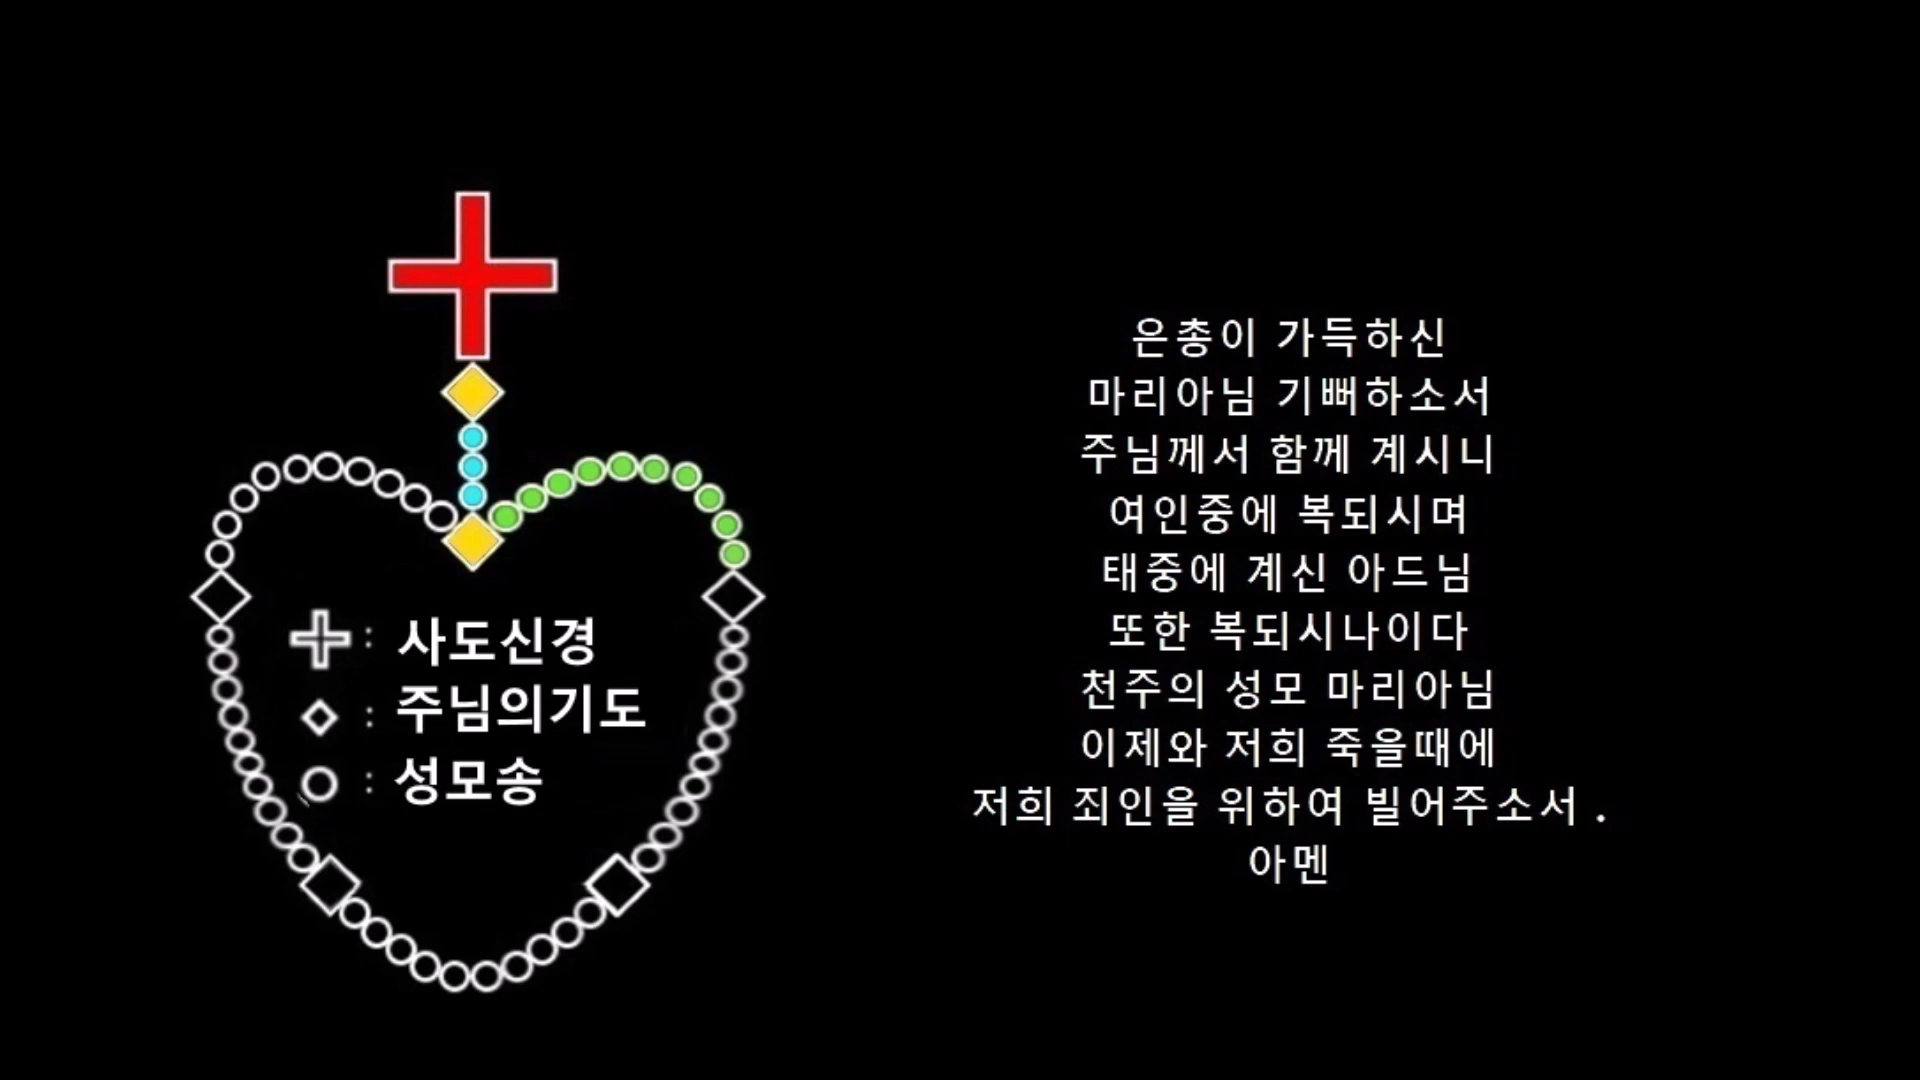 : 사도신경
: 주님의기도
: 성모송
은총이 가득하신
마리아님 기뻐하소서
주님께서 함께 계시니
여인중에 복되시며
태중에 계신 아드님
또한 복되시나이다
천주의 성모 마리아님
이제와 저희 죽을때에
저희 죄인을 위하여 빌어주소서 .
아멘